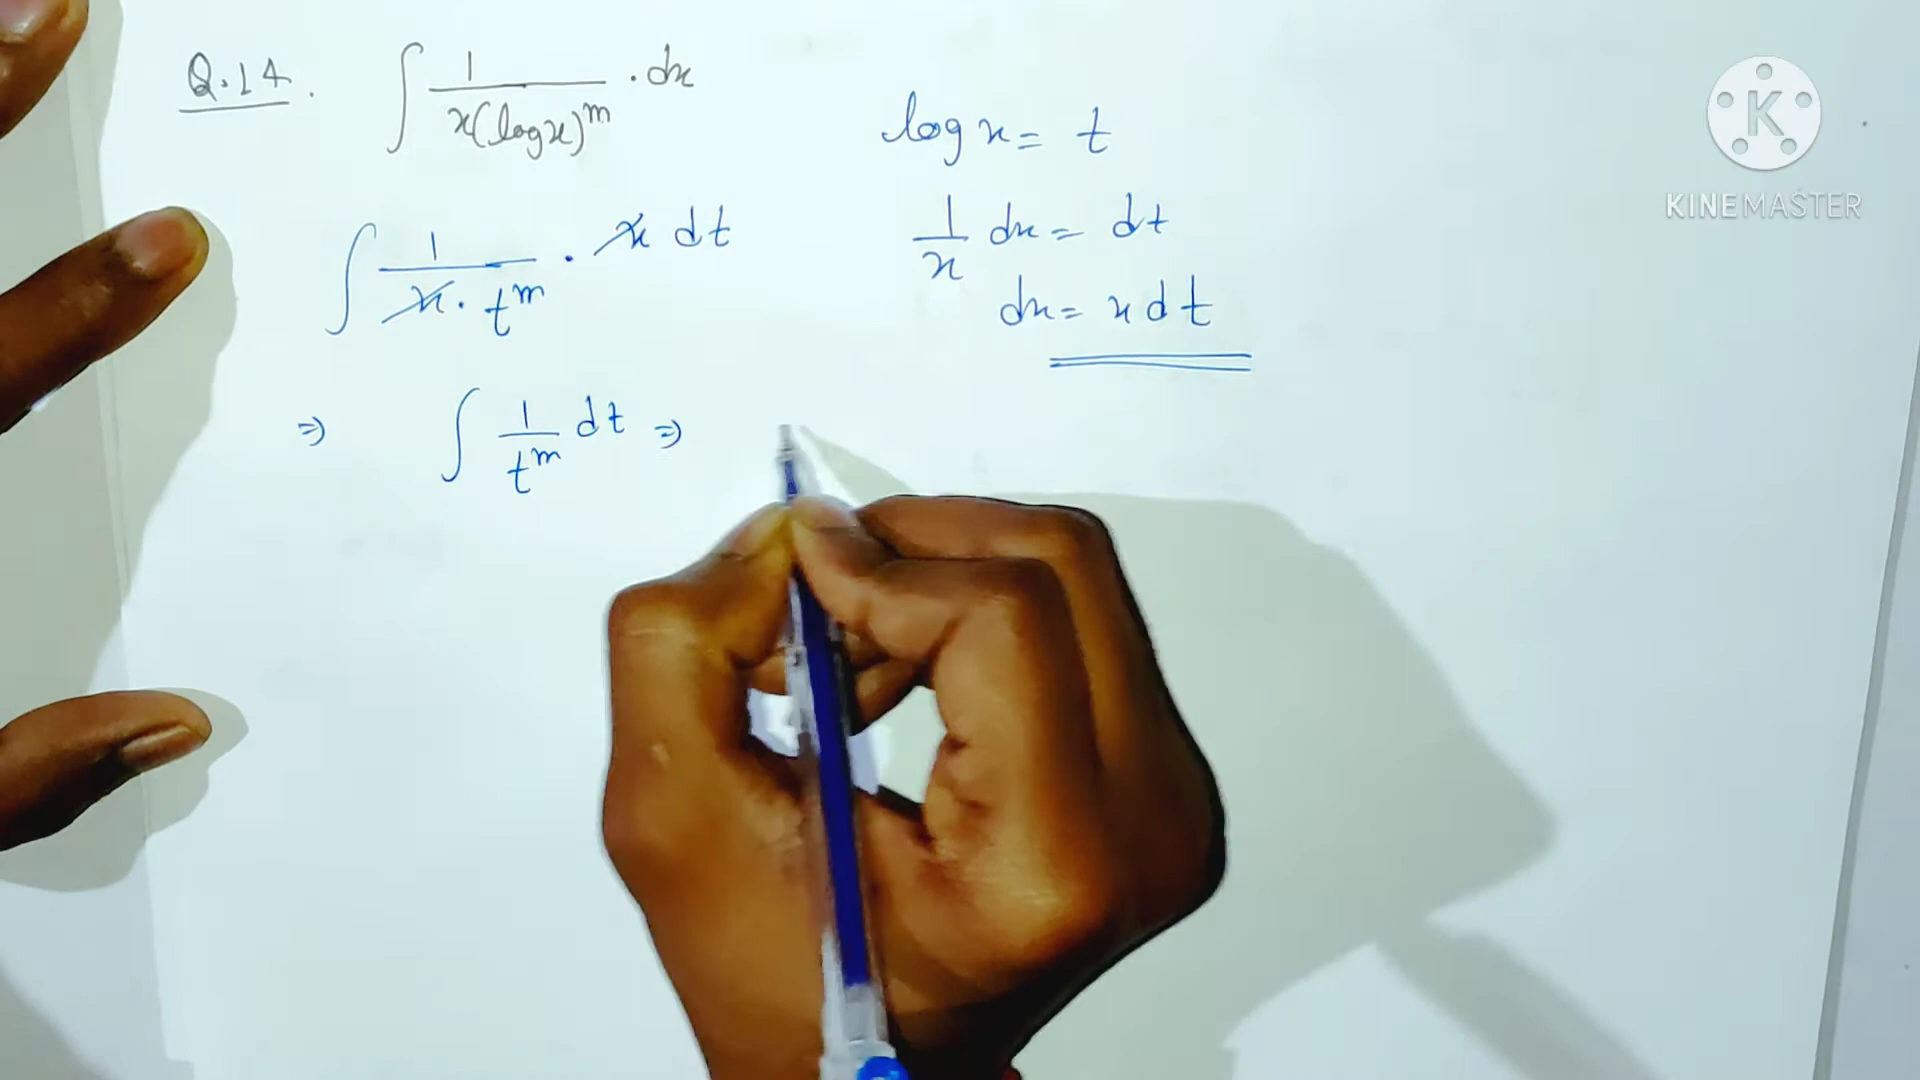 Q.14. ∫ 1/x(log x)^m . dx
log x = t
∫ 1/x . t^m . x dt
1/x dx = dt
dx = x dt
⇒ ∫ 1/t^m dt ⇒
K
KINEMASTER